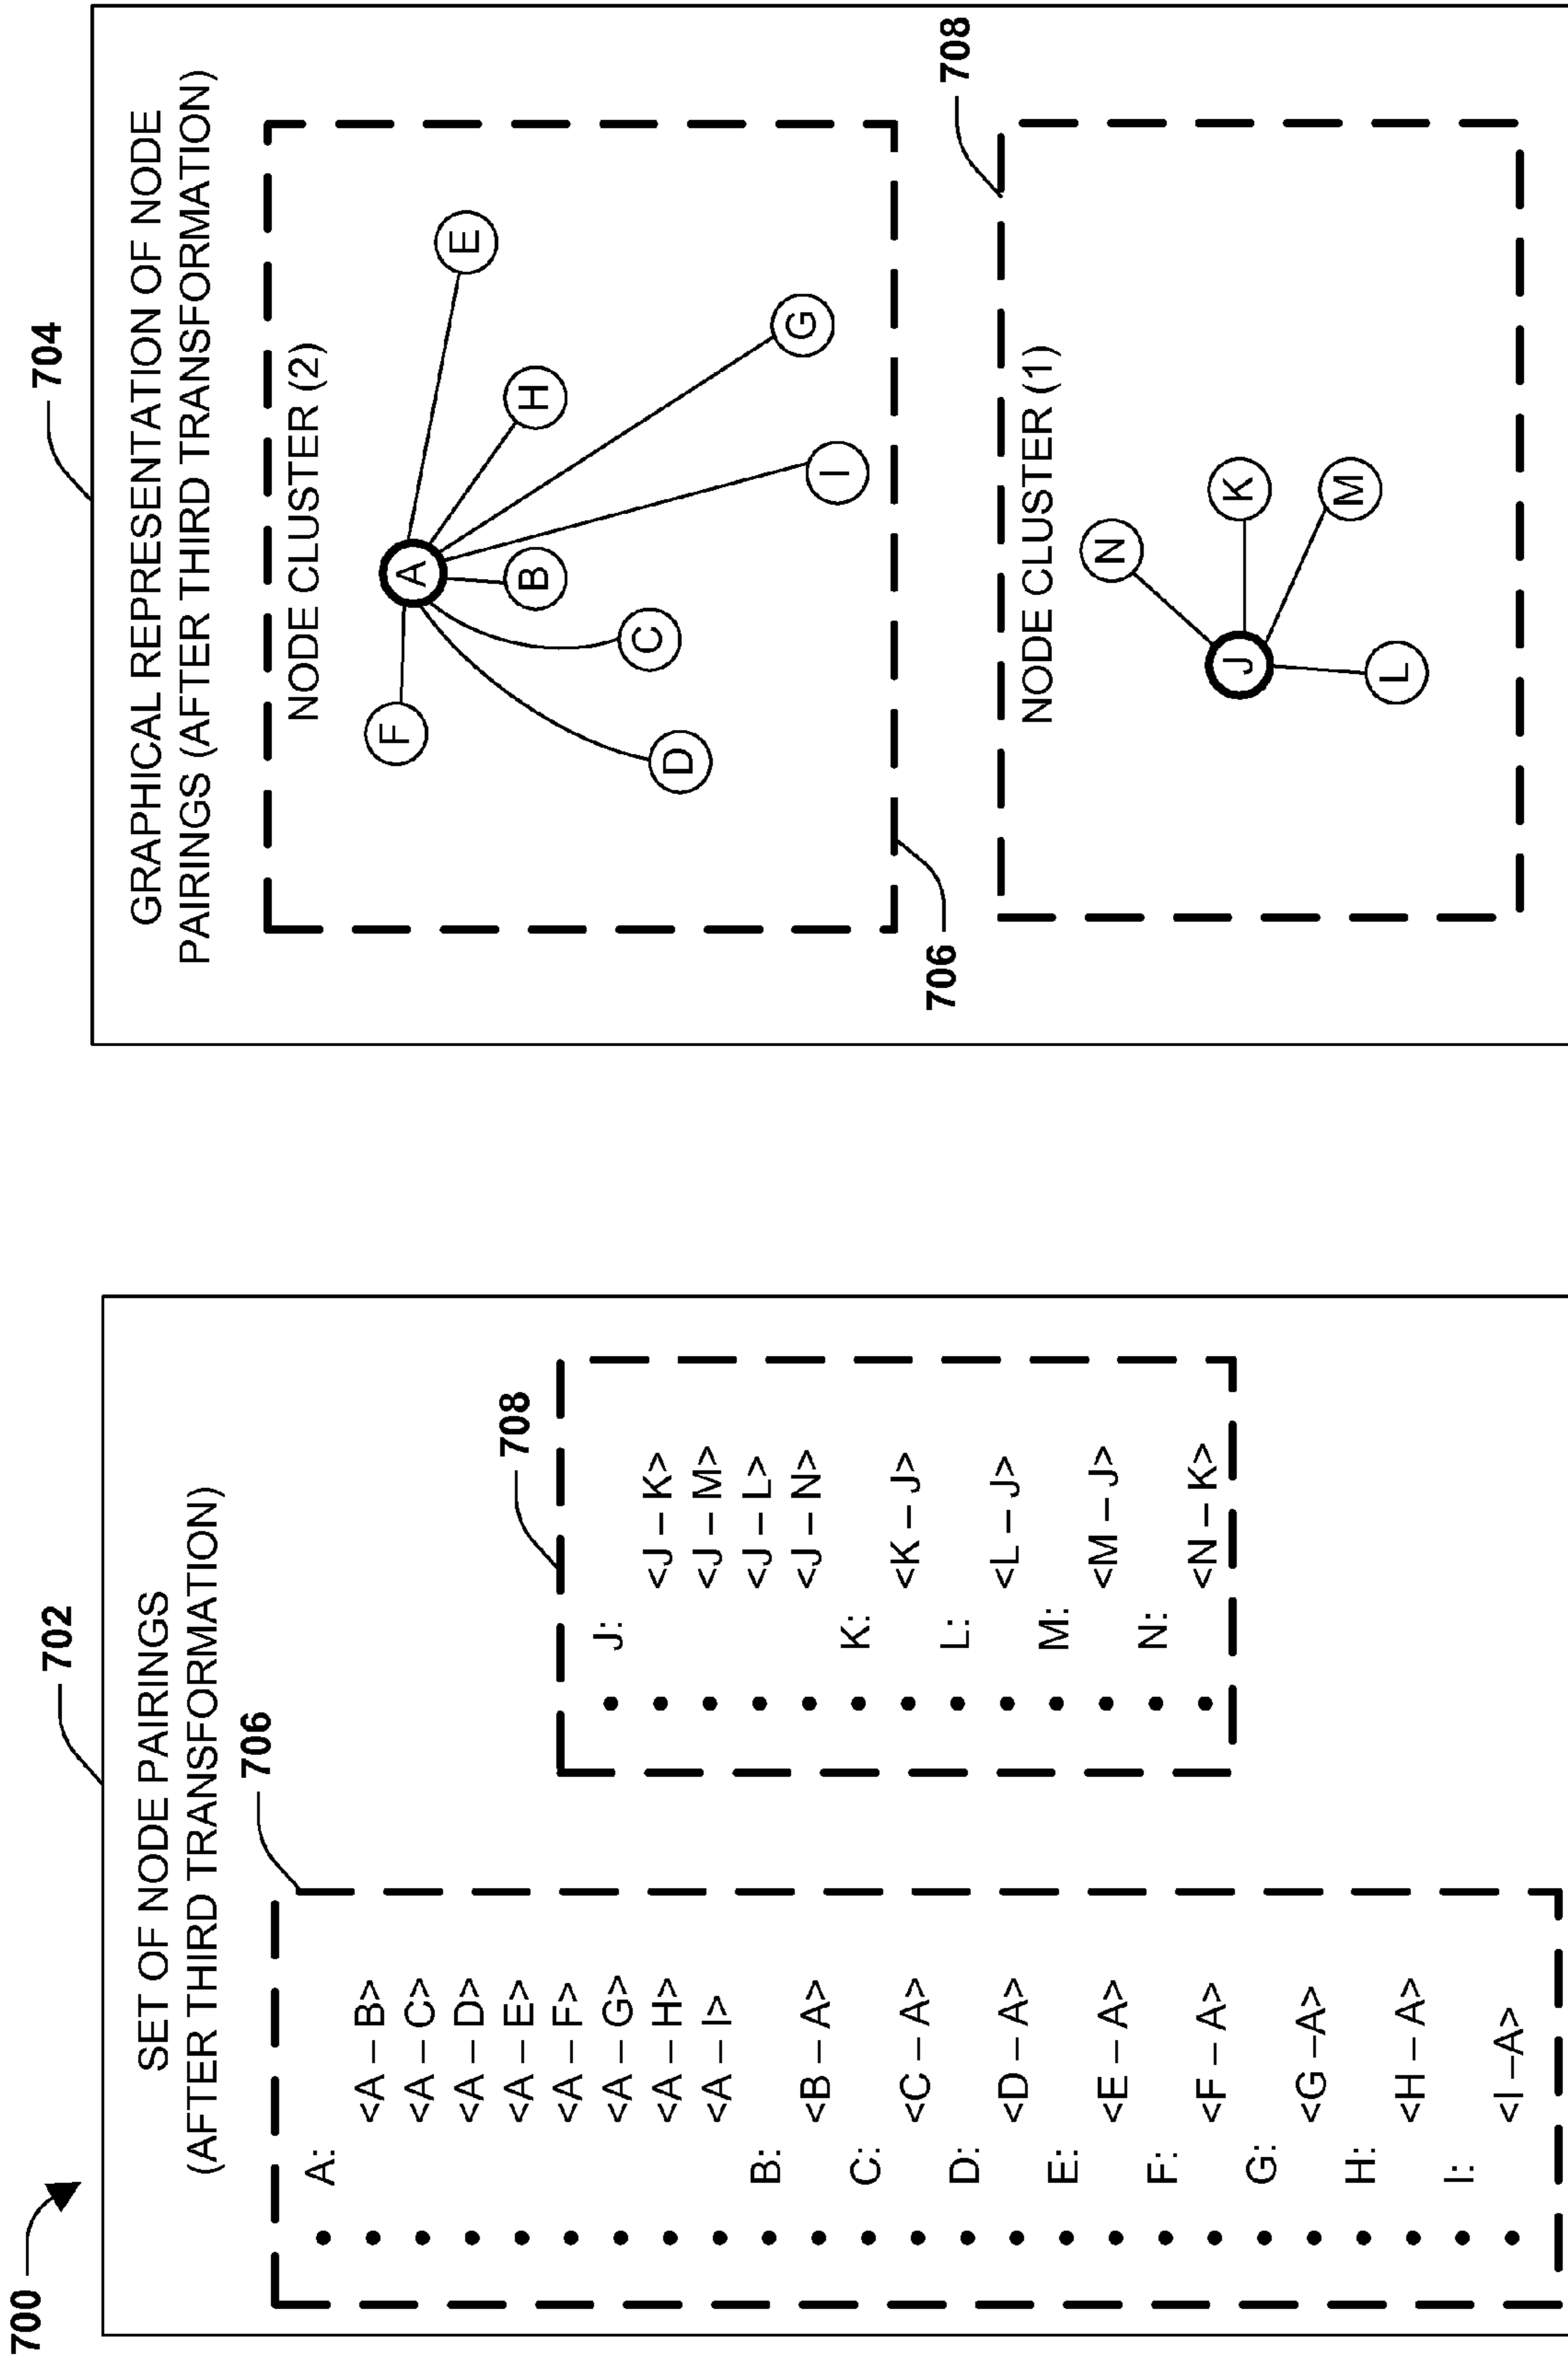 700
702
SET OF NODE PAIRINGS
(AFTER THIRD TRANSFORMATION)
706
A:
<A – B>
<A – C>
<A – D>
<A – E>
<A – F>
<A – G>
<A – H>
<A – I>
B:
<B – A>
C:
<C – A>
D:
<D – A>
E:
<E – A>
F:
<F – A>
G:
<G –A>
H:
<H – A>
I:
<I –A>
708
J:
<J – K>
<J – M>
<J – L>
<J – N>
K:
<K – J>
L:
<L – J>
M:
<M – J>
N:
<N – K>
704
GRAPHICAL REPRESENTATION OF NODE
PAIRINGS (AFTER THIRD TRANSFORMATION)
NODE CLUSTER (2)
F
A
E
H
B
C
D
I
G
706
708
NODE CLUSTER (1)
N
J
K
M
L